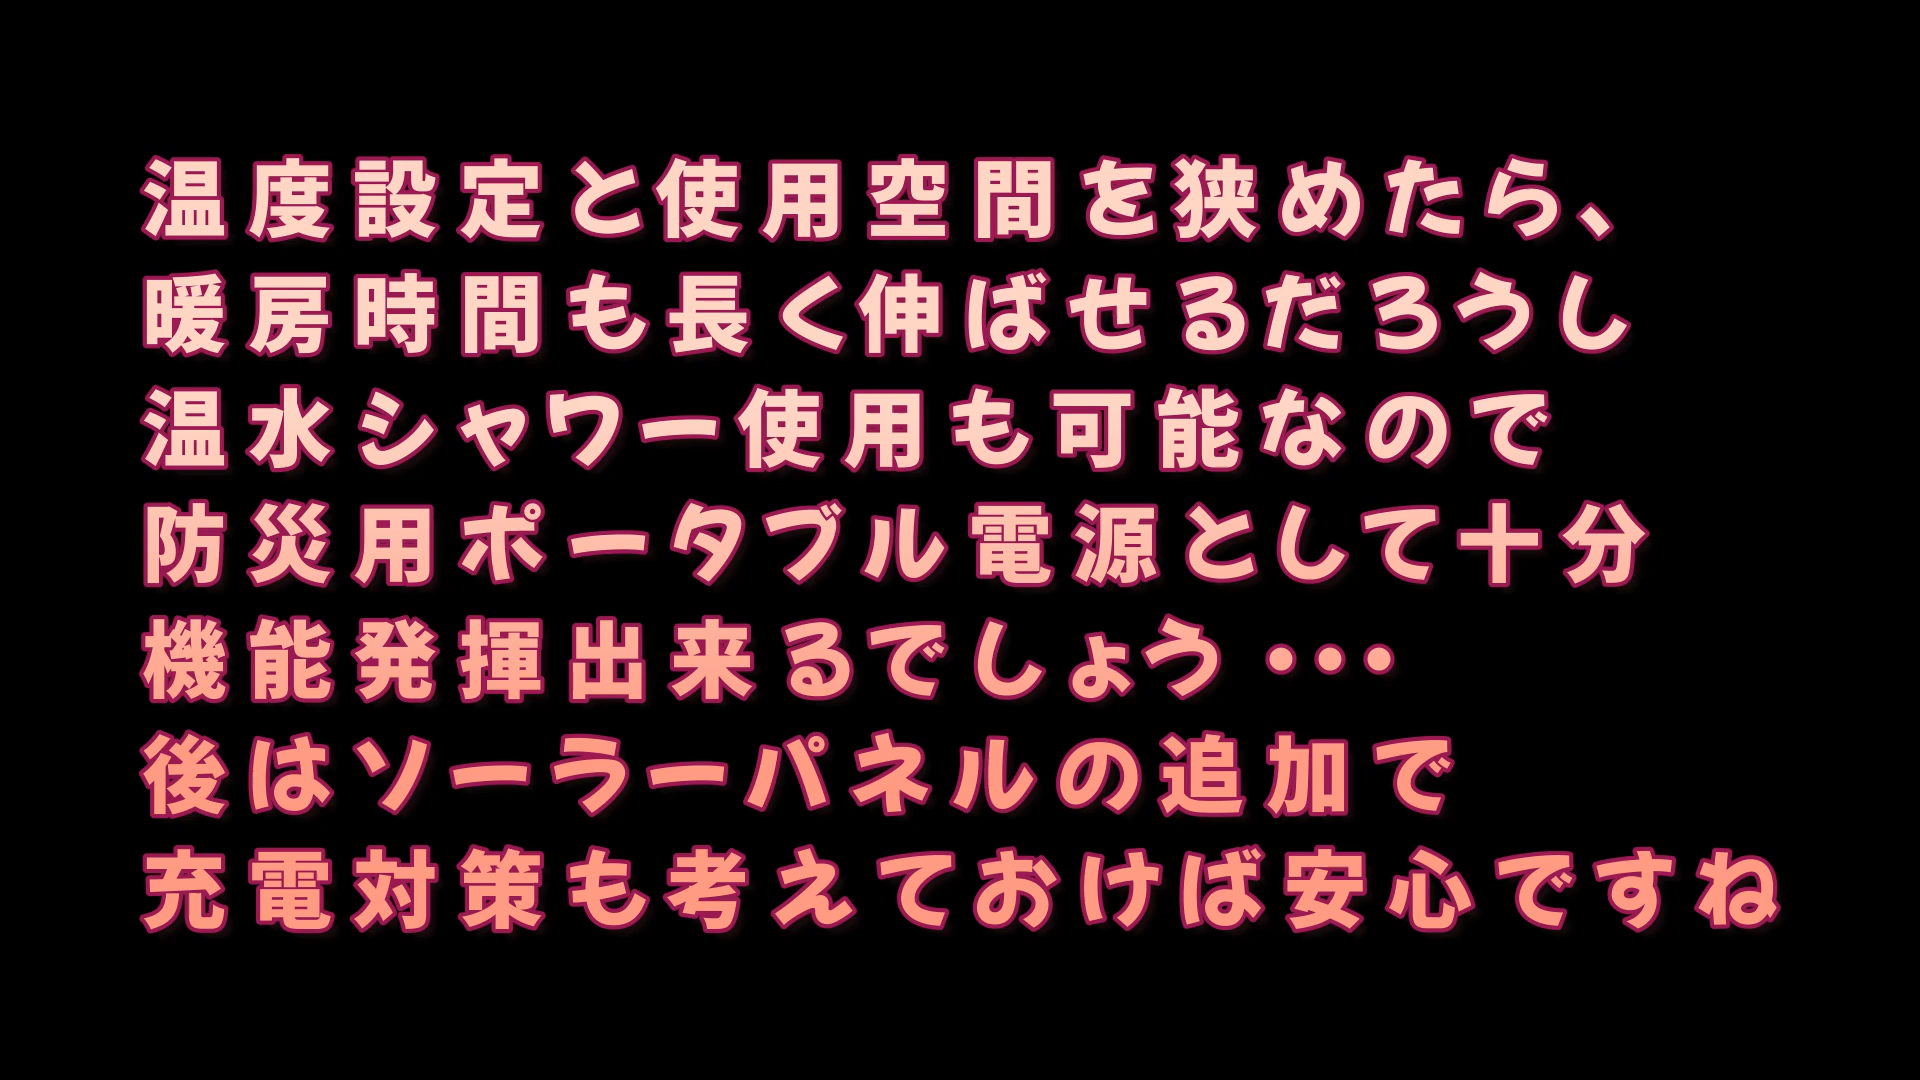 温度設定と使用空間を狭めたら、
暖房時間も長く伸ばせるだろうし
温水シャワー使用も可能なので
防災用ポータブル電源として十分
機能発揮出来るでしょう・・・
後はソーラーパネルの追加で
充電対策も考えておけば安心ですね